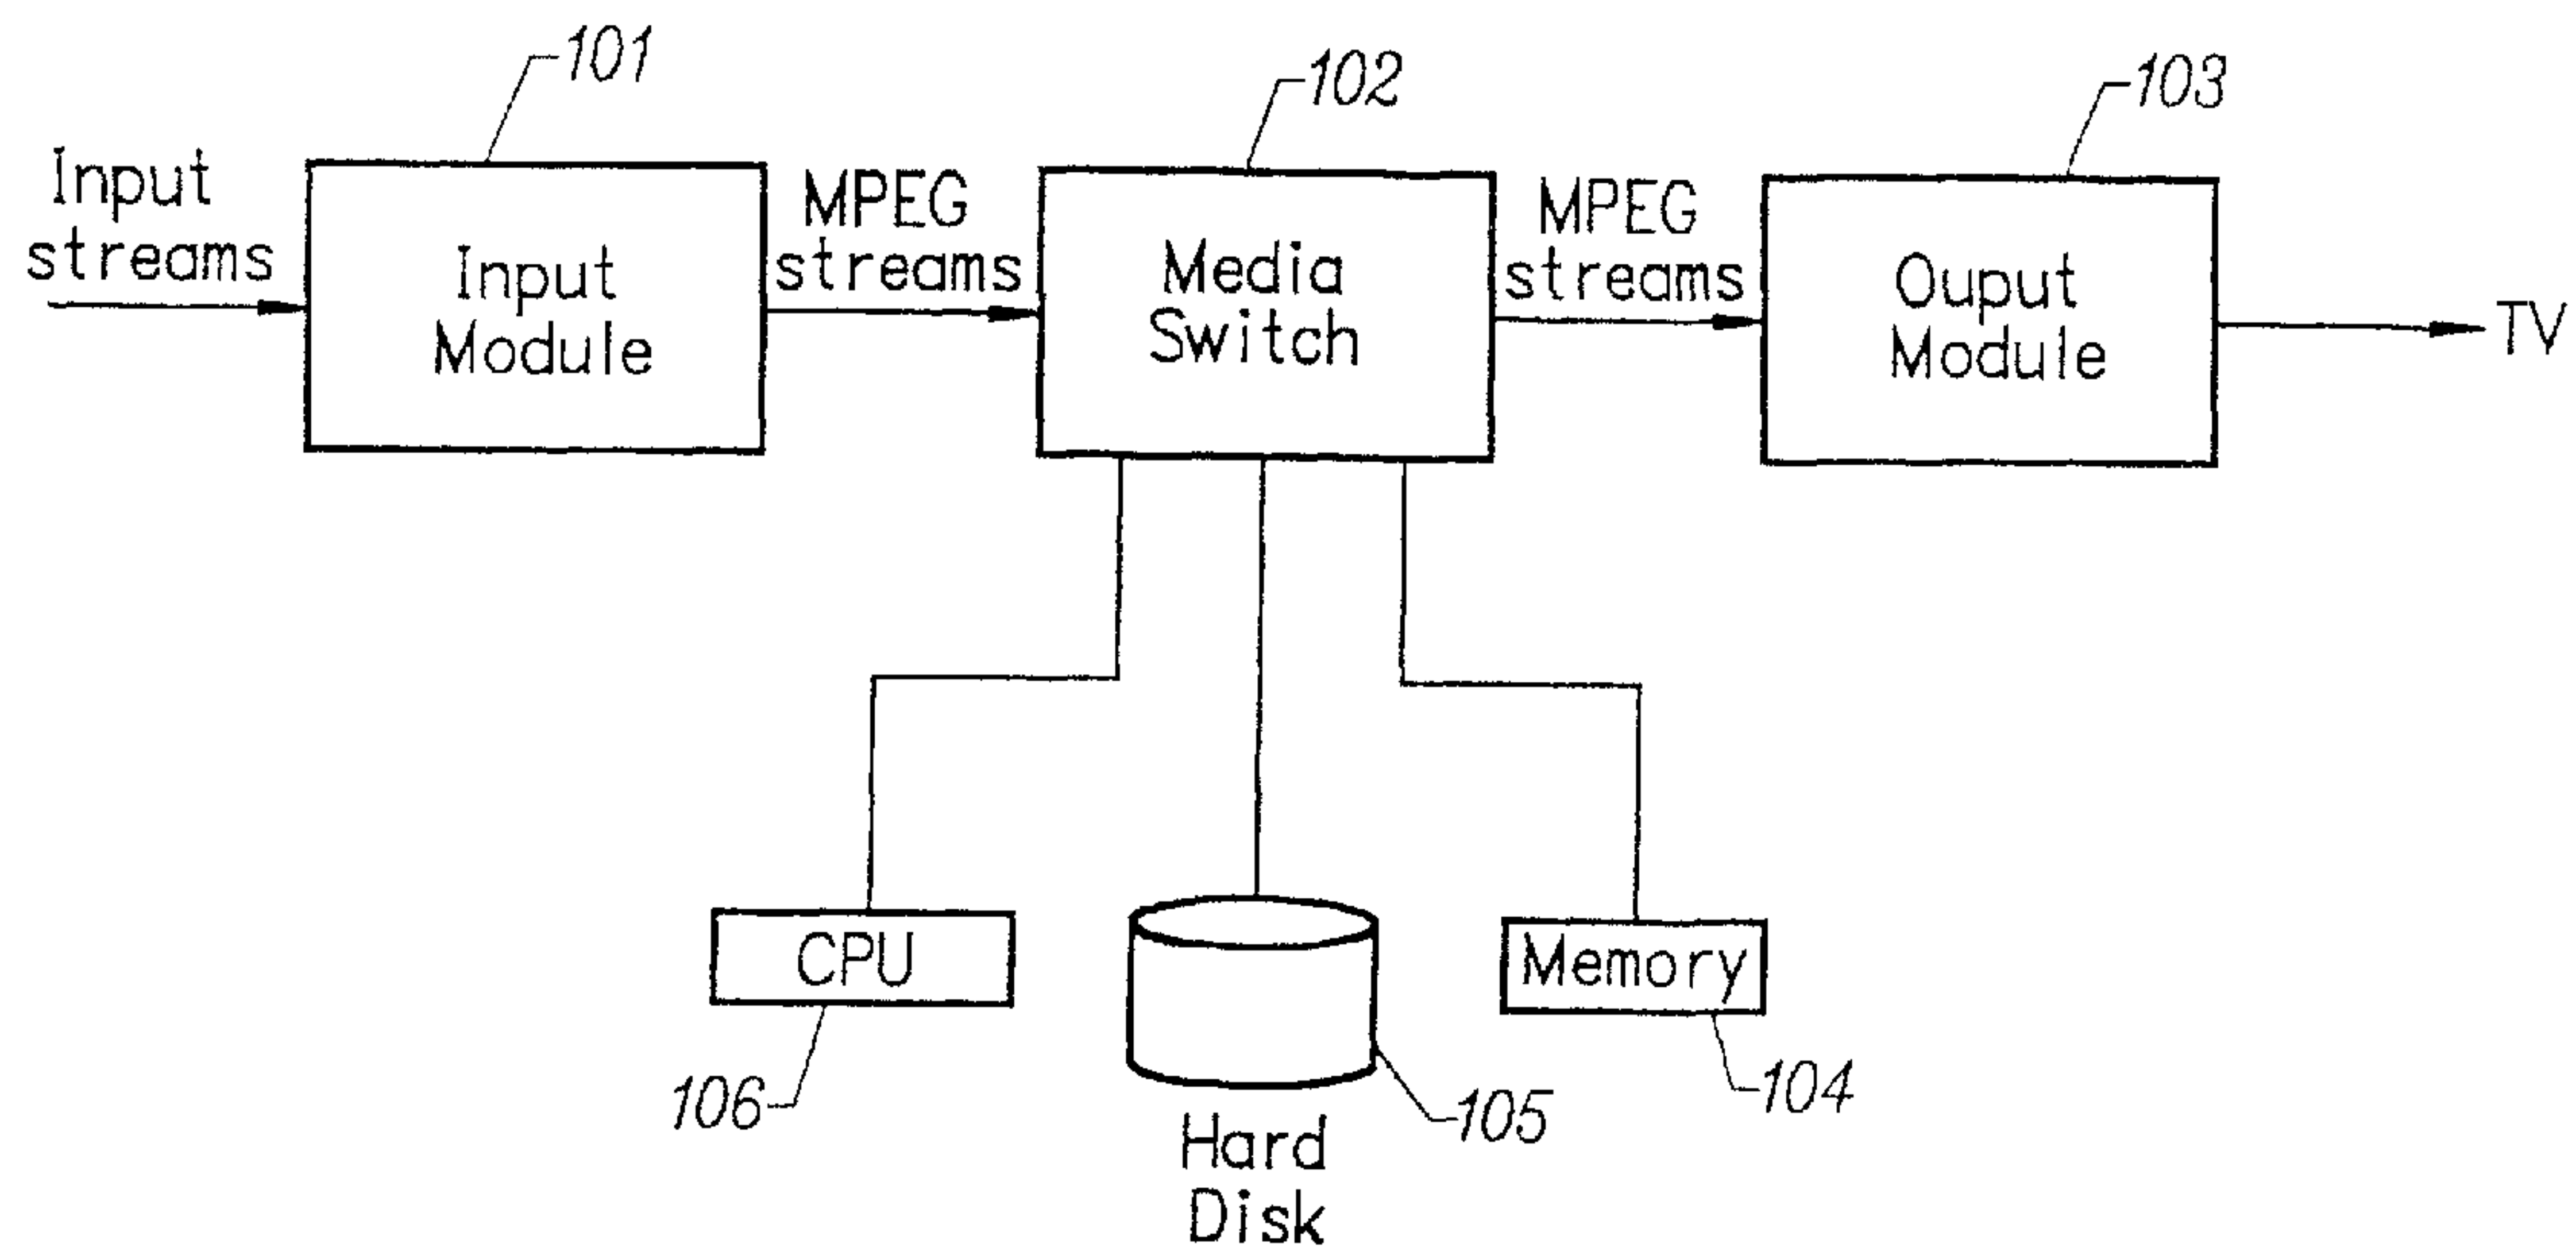 101
102
103
Input
streams
Input
Module
MPEG
streams
Media
Switch
MPEG
streams
Ouput
Module
TV
CPU
Memory
106
105
104
Hard
Disk